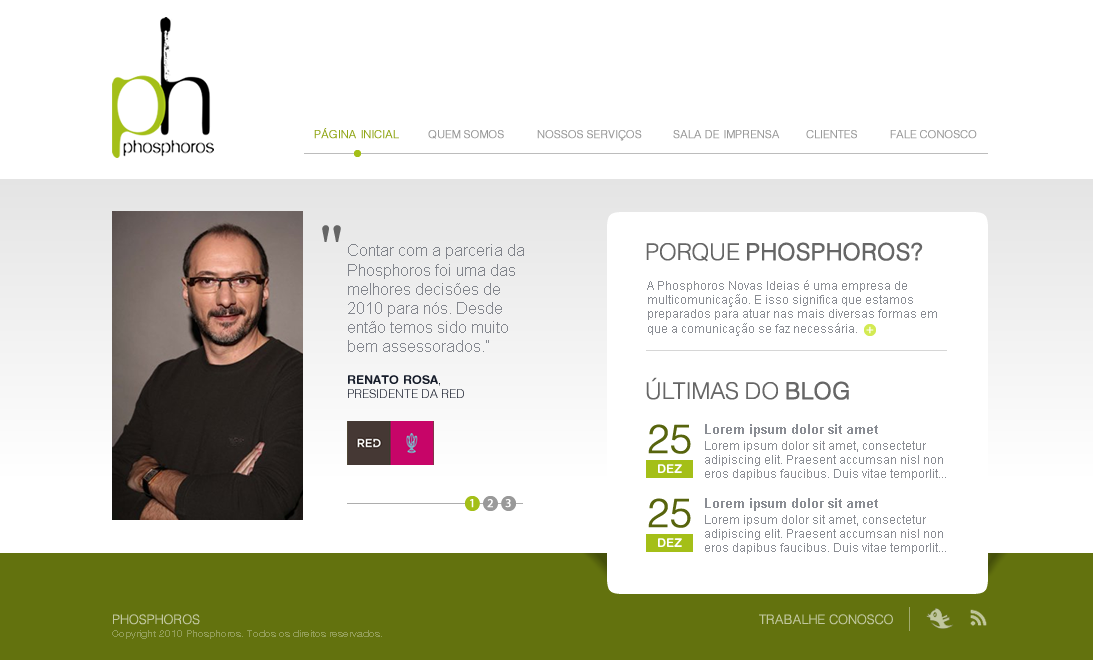 ph
phosphoros
PÁGINA INICIAL QUEM SOMOS NOSSOS SERVIÇOS SALA DE IMPRENSA CLIENTES FALE CONOSCO
"Contar com a parceria da
Phosphoros foi uma das
melhores decisões de
2010 para nós. Desde
então temos sido muito
bem assessorados."
RENATO ROSA,
PRESIDENTE DA RED
RED
1 2 3
PORQUE PHOSPHOROS?
A Phosphoros Novas Ideias é uma empresa de
multicomunicação. E isso significa que estamos
preparados para atuar nas mais diversas formas em
que a comunicação se faz necessária. +
ÚLTIMAS DO BLOG
25
DEZ
Lorem ipsum dolor sit amet
Lorem ipsum dolor sit amet, consectetur
adipiscing elit. Praesent accumsan nisl non
eros dapibus faucibus. Duis vitae temporlit...
25
DEZ
Lorem ipsum dolor sit amet
Lorem ipsum dolor sit amet, consectetur
adipiscing elit. Praesent accumsan nisl non
eros dapibus faucibus. Duis vitae temporlit...
PHOSPHOROS
Copyright 2010 Phosphoros. Todos os direitos reservados.
TRABALHE CONOSCO